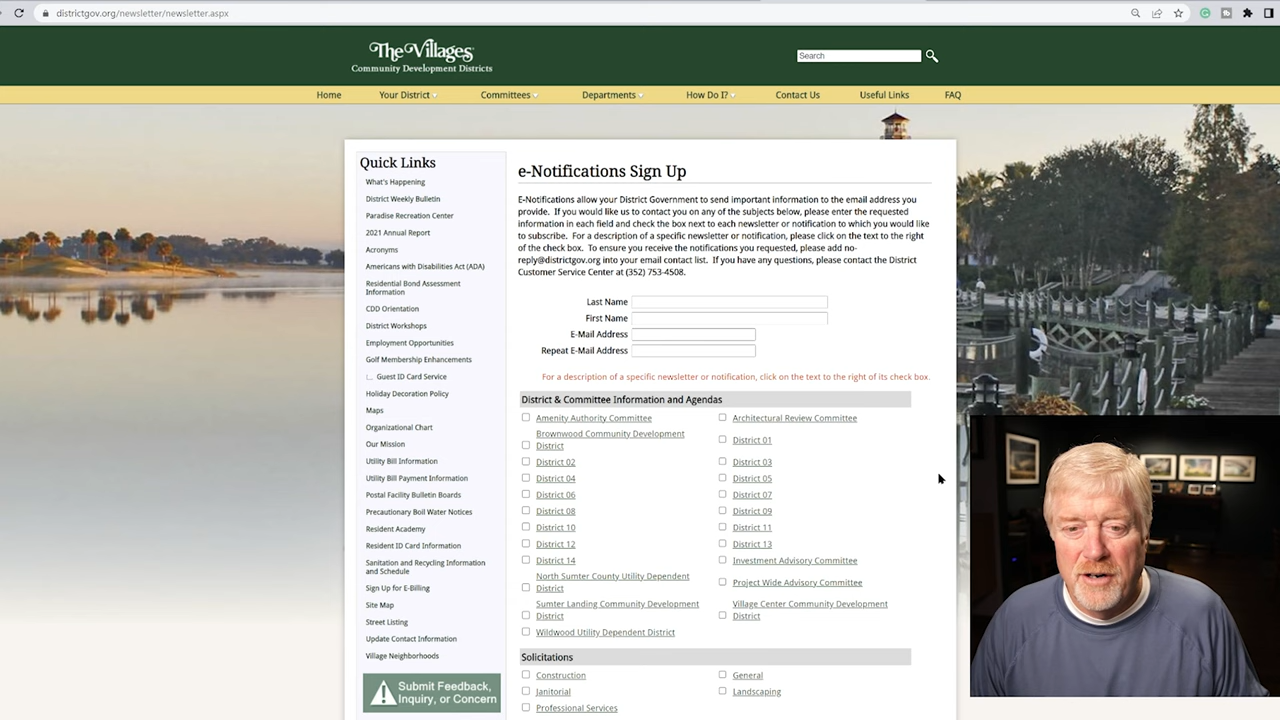 districtgov.org/newsletter/newsletter.aspx
The Villages
Community Development Districts
Search
Home
Your District
Committees
Departments
How Do I?
Contact Us
Useful Links
FAQ
Quick Links
What's Happening
District Weekly Bulletin
Paradise Recreation Center
2021 Annual Report
Acronyms
Americans with Disabilities Act (ADA)
Residential Bond Assessment
Information
CDD Orientation
District Workshops
Employment Opportunities
Golf Membership Enhancements
Guest ID Card Service
Holiday Decoration Policy
Maps
Organizational Chart
Our Mission
Utility Bill Information
Utility Bill Payment Information
Postal Facility Bulletin Boards
Precautionary Boil Water Notices
Resident Academy
Resident ID Card Information
Sanitation and Recycling Information
and Schedule
Sign Up for E-Billing
Site Map
Street Listing
Update Contact Information
Village Neighborhoods
Submit Feedback,
Inquiry, or Concern
e-Notifications Sign Up
E-Notifications allow your District Government to send important information to the email address you
provide. If you would like us to contact you on any of the subjects below, please enter the requested
information in each field and check the box next to each newsletter or notification to which you would like
to subscribe. For a description of a specific newsletter or notification, please click on the text to the right
of the check box. To ensure you receive the notifications you requested, please add no-
reply@districtgov.org into your email contact list. If you have any questions, please contact the District
Customer Service Center at (352) 753-4508.
Last Name
First Name
E-Mail Address
Repeat E-Mail Address
For a description of a specific newsletter or notification, click on the text to the right of its check box.
District & Committee Information and Agendas
Amenity Authority Committee
Architectural Review Committee
Brownwood Community Development
District
District 01
District 02
District 03
District 04
District 05
District 06
District 07
District 08
District 09
District 10
District 11
District 12
District 13
District 14
Investment Advisory Committee
North Sumter County Utility Dependent
District
Project Wide Advisory Committee
Sumter Landing Community Development
District
Village Center Community Development
District
Wildwood Utility Dependent District
Solicitations
Construction
General
Janitorial
Landscaping
Professional Services